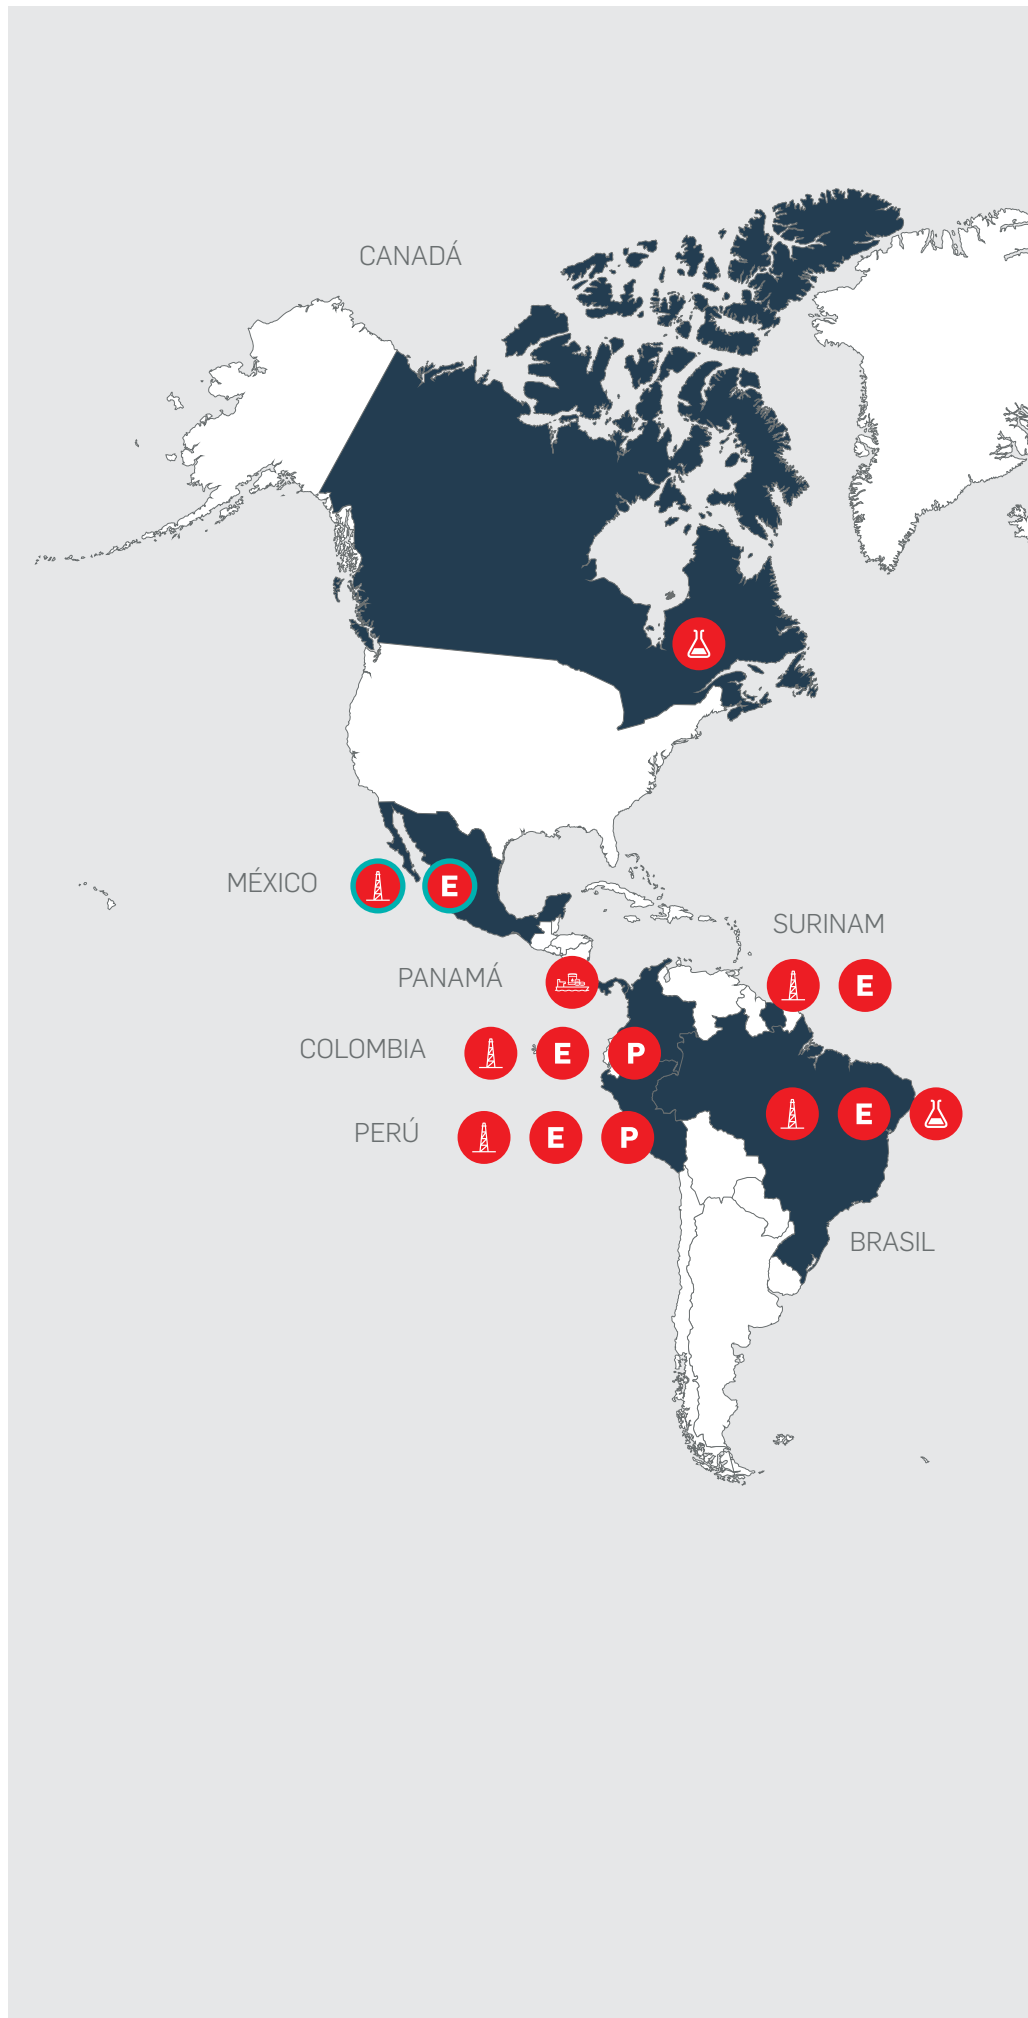 CANADÁ
MÉXICO
E
SURINAM
PANAMÁ
E
COLOMBIA
E
P
PERÚ
E
P
E
BRASIL